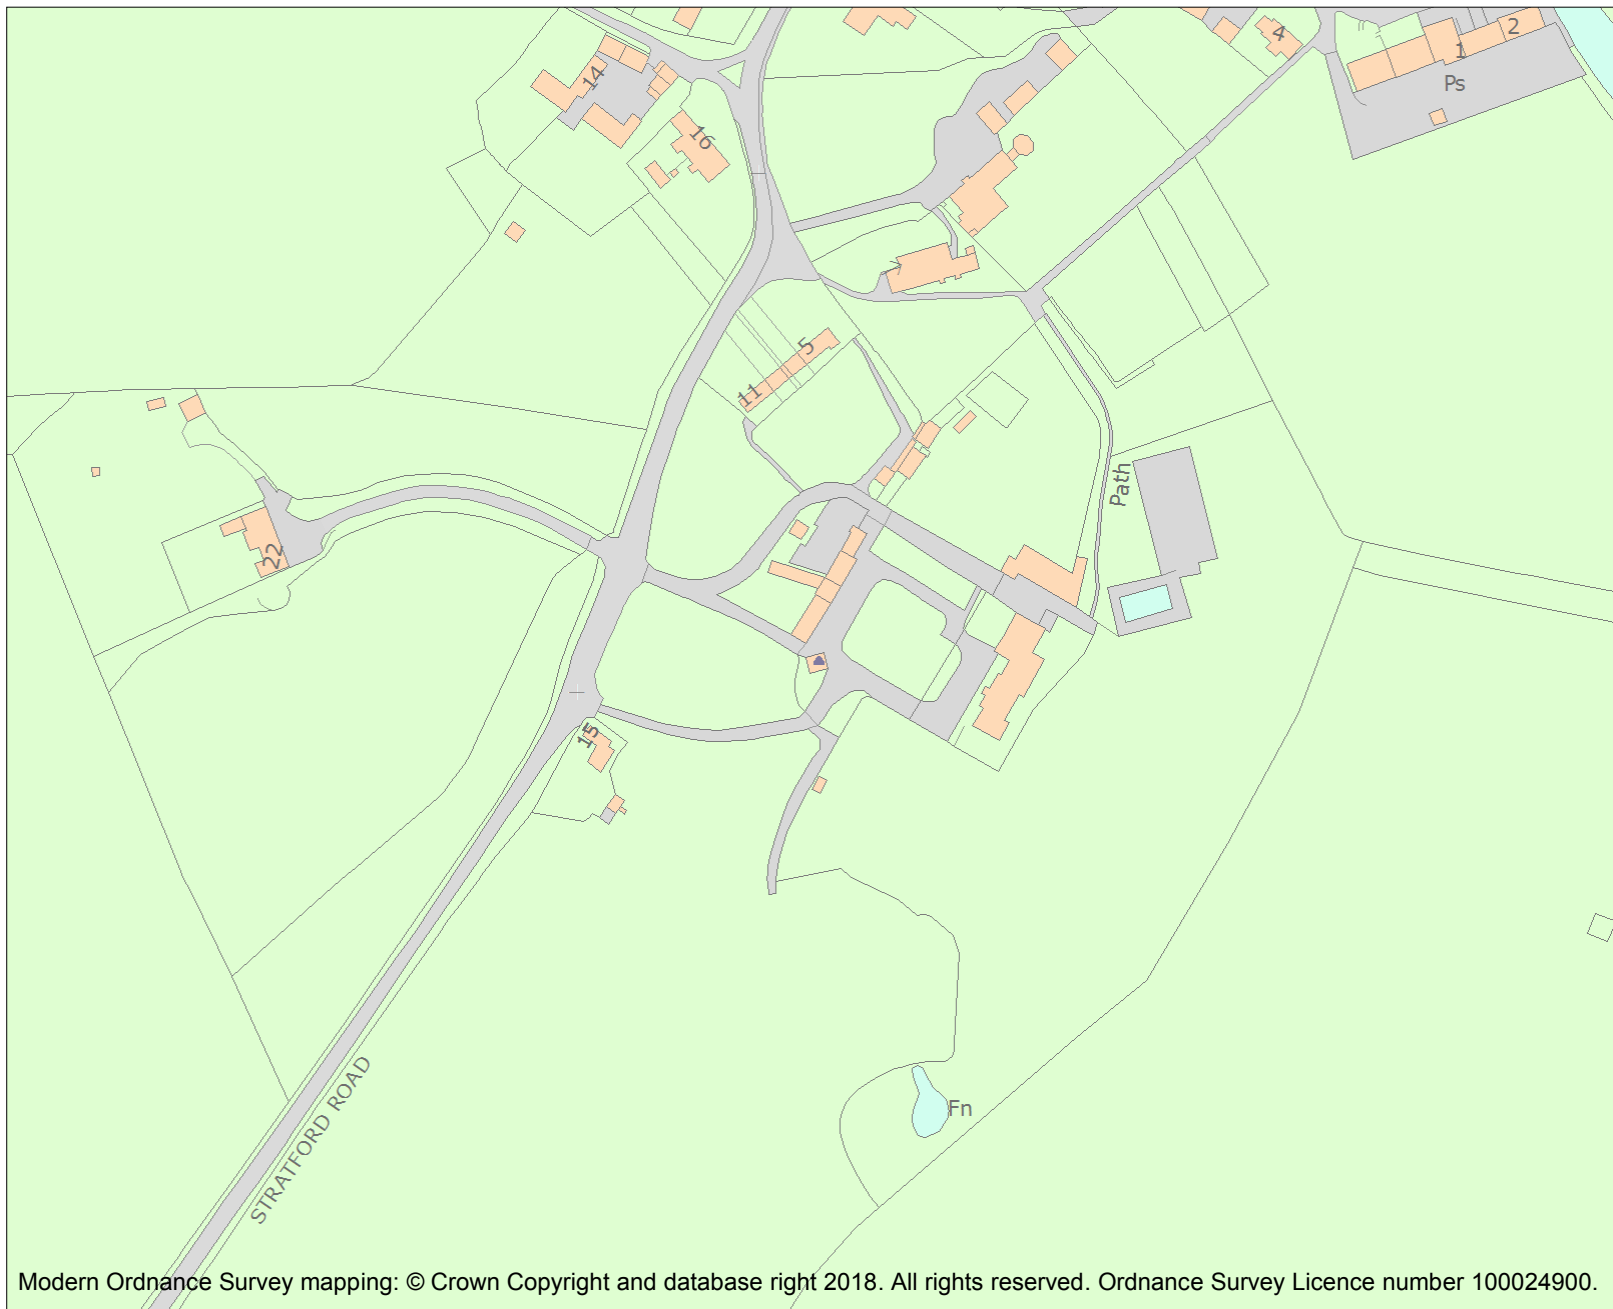 2
4
1
14
Ps
16
5
11
Path
22
15
Fn
STRATFORD ROAD
Modern Ordnance Survey mapping: © Crown Copyright and database right 2018. All rights reserved. Ordnance Survey Licence number 100024900.